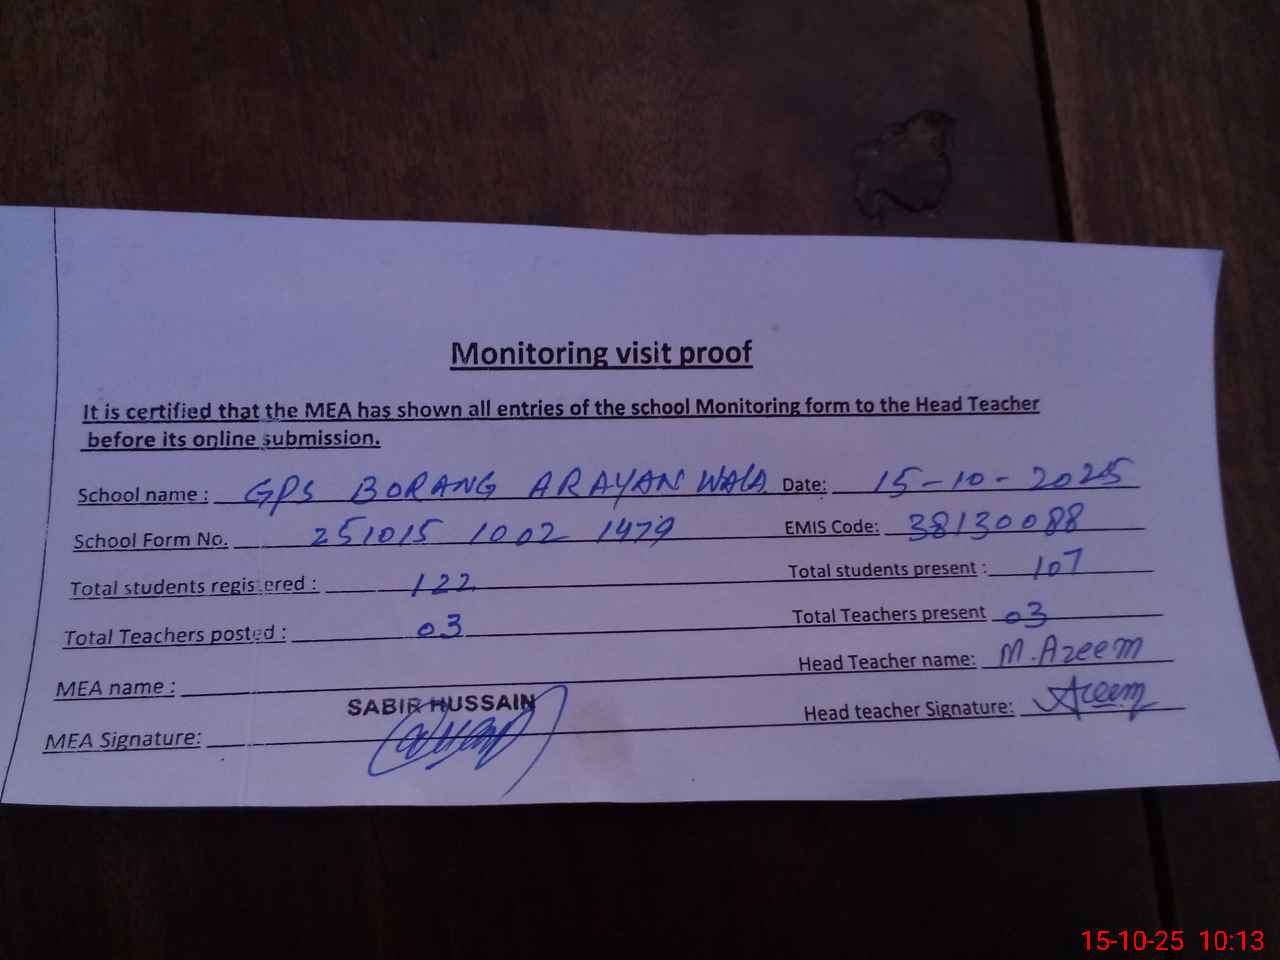 Monitoring visit proof
It is certified that the MEA has shown all entries of the school Monitoring form to the Head Teacher
before its online submission.
School name : GPS BORANG ARAYAN WALA Date: 15-10-2025
School Form No. 251015 1002 1479 EMIS Code: 38130088
Total students registered : 122 Total students present : 107
Total Teachers posted : 03 Total Teachers present 03
MEA name : SABIR HUSSAIN Head Teacher name: M. Azeem
MEA Signature: Head teacher Signature: Azeem
15-10-25 10:13